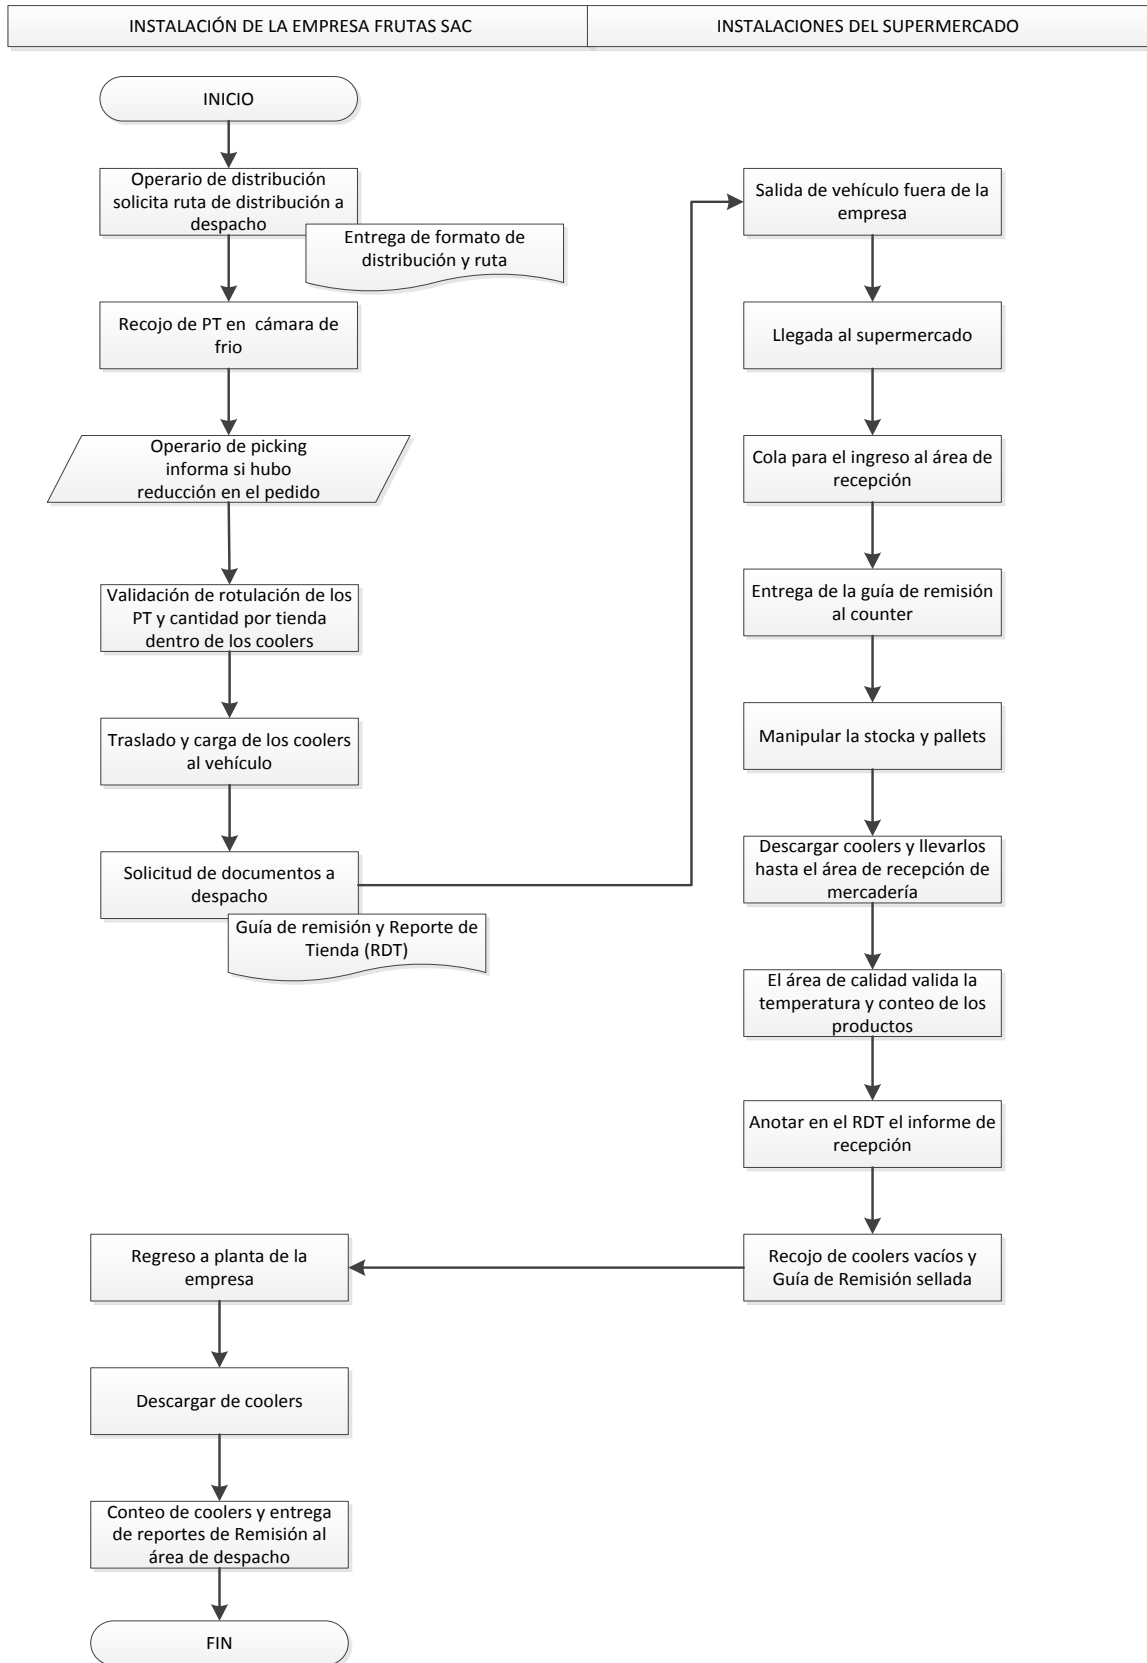 INSTALACIÓN DE LA EMPRESA FRUTAS SAC
INSTALACIONES DEL SUPERMERCADO
INICIO
Operario de distribución
solicita ruta de distribución a
despacho
Entrega de formato de
distribución y ruta
Recojo de PT en cámara de
frio
Operario de picking
informa si hubo
reducción en el pedido
Validación de rotulación de los
PT y cantidad por tienda
dentro de los coolers
Traslado y carga de los coolers
al vehículo
Solicitud de documentos a
despacho
Guía de remisión y Reporte de
Tienda (RDT)
Salida de vehículo fuera de la
empresa
Llegada al supermercado
Cola para el ingreso al área de
recepción
Entrega de la guía de remisión
al counter
Manipular la stocka y pallets
Descargar coolers y llevarlos
hasta el área de recepción de
mercadería
El área de calidad valida la
temperatura y conteo de los
productos
Anotar en el RDT el informe de
recepción
Recojo de coolers vacíos y
Guía de Remisión sellada
Regreso a planta de la
empresa
Descargar de coolers
Conteo de coolers y entrega
de reportes de Remisión al
área de despacho
FIN